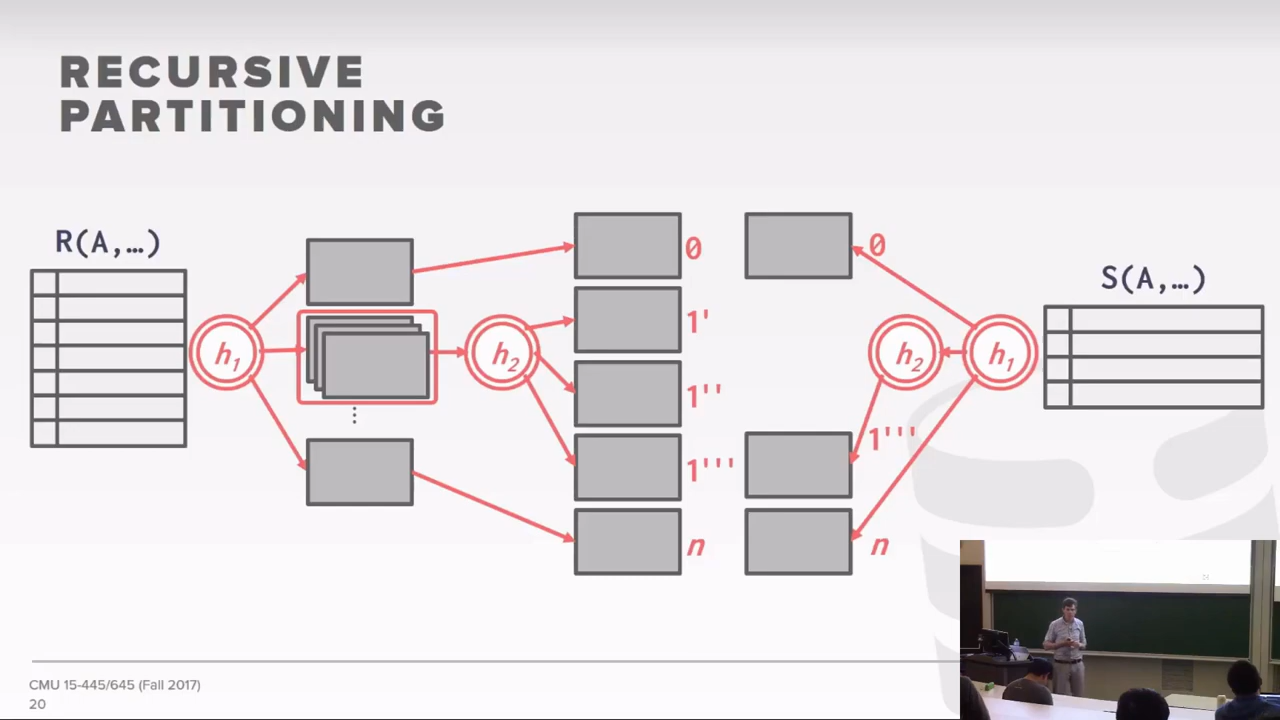 RECURSIVE
PARTITIONING
R(A,…)
S(A,…)
h1
h2
0
1'
1''
1'''
n
0
1'''
n
h2
h1
CMU 15-445/645 (Fall 2017)
20